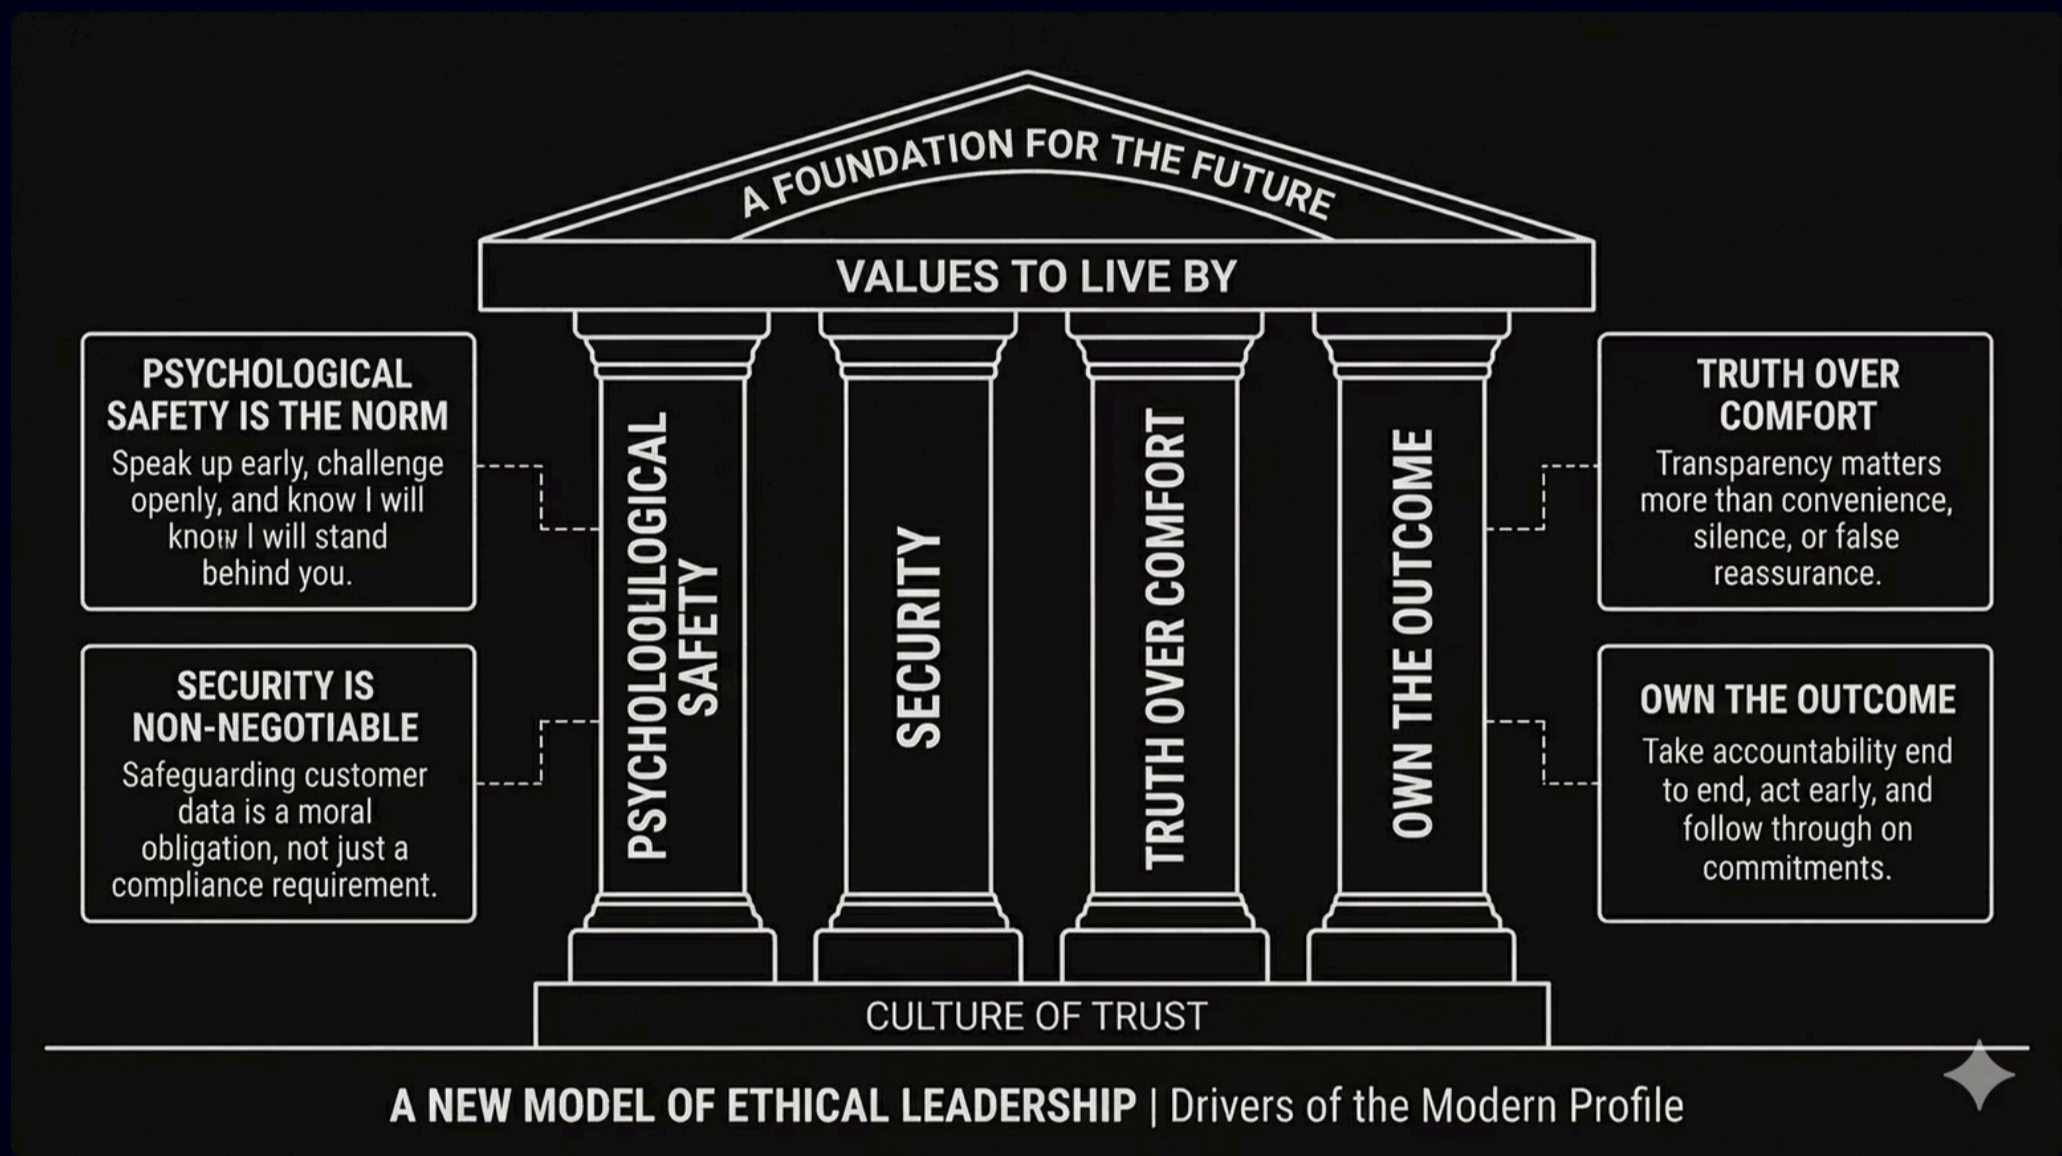 A FOUNDATION FOR THE FUTURE
VALUES TO LIVE BY
PSYCHOLOGICAL
SAFETY IS THE NORM
Speak up early, challenge
openly, and know I will
know I will stand
behind you.
SECURITY IS
NON-NEGOTIABLE
Safeguarding customer
data is a moral
obligation, not just a
compliance requirement.
PSYCHOLOOULOGICAL
SAFETY
SECURITY
TRUTH OVER COMFORT
OWN THE OUTCOME
TRUTH OVER
COMFORT
Transparency matters
more than convenience,
silence, or false
reassurance.
OWN THE OUTCOME
Take accountability end
to end, act early, and
follow through on
commitments.
CULTURE OF TRUST
A NEW MODEL OF ETHICAL LEADERSHIP | Drivers of the Modern Profile